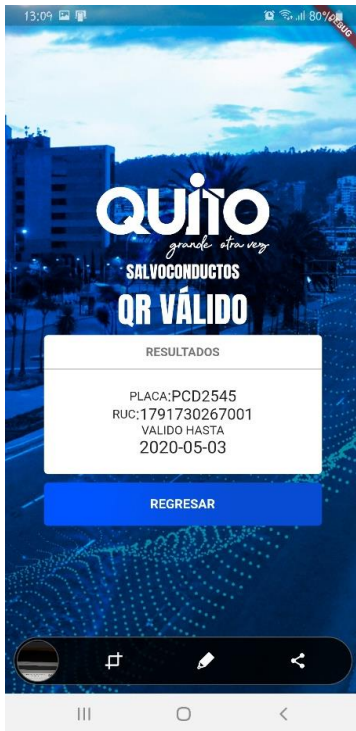 13:09 80%
DEBUG
QUITO
grande otra vez
SALVOCONDUCTOS
QR VÁLIDO
RESULTADOS
PLACA:PCD2545
RUC:1791730267001
VALIDO HASTA
2020-05-03
REGRESAR